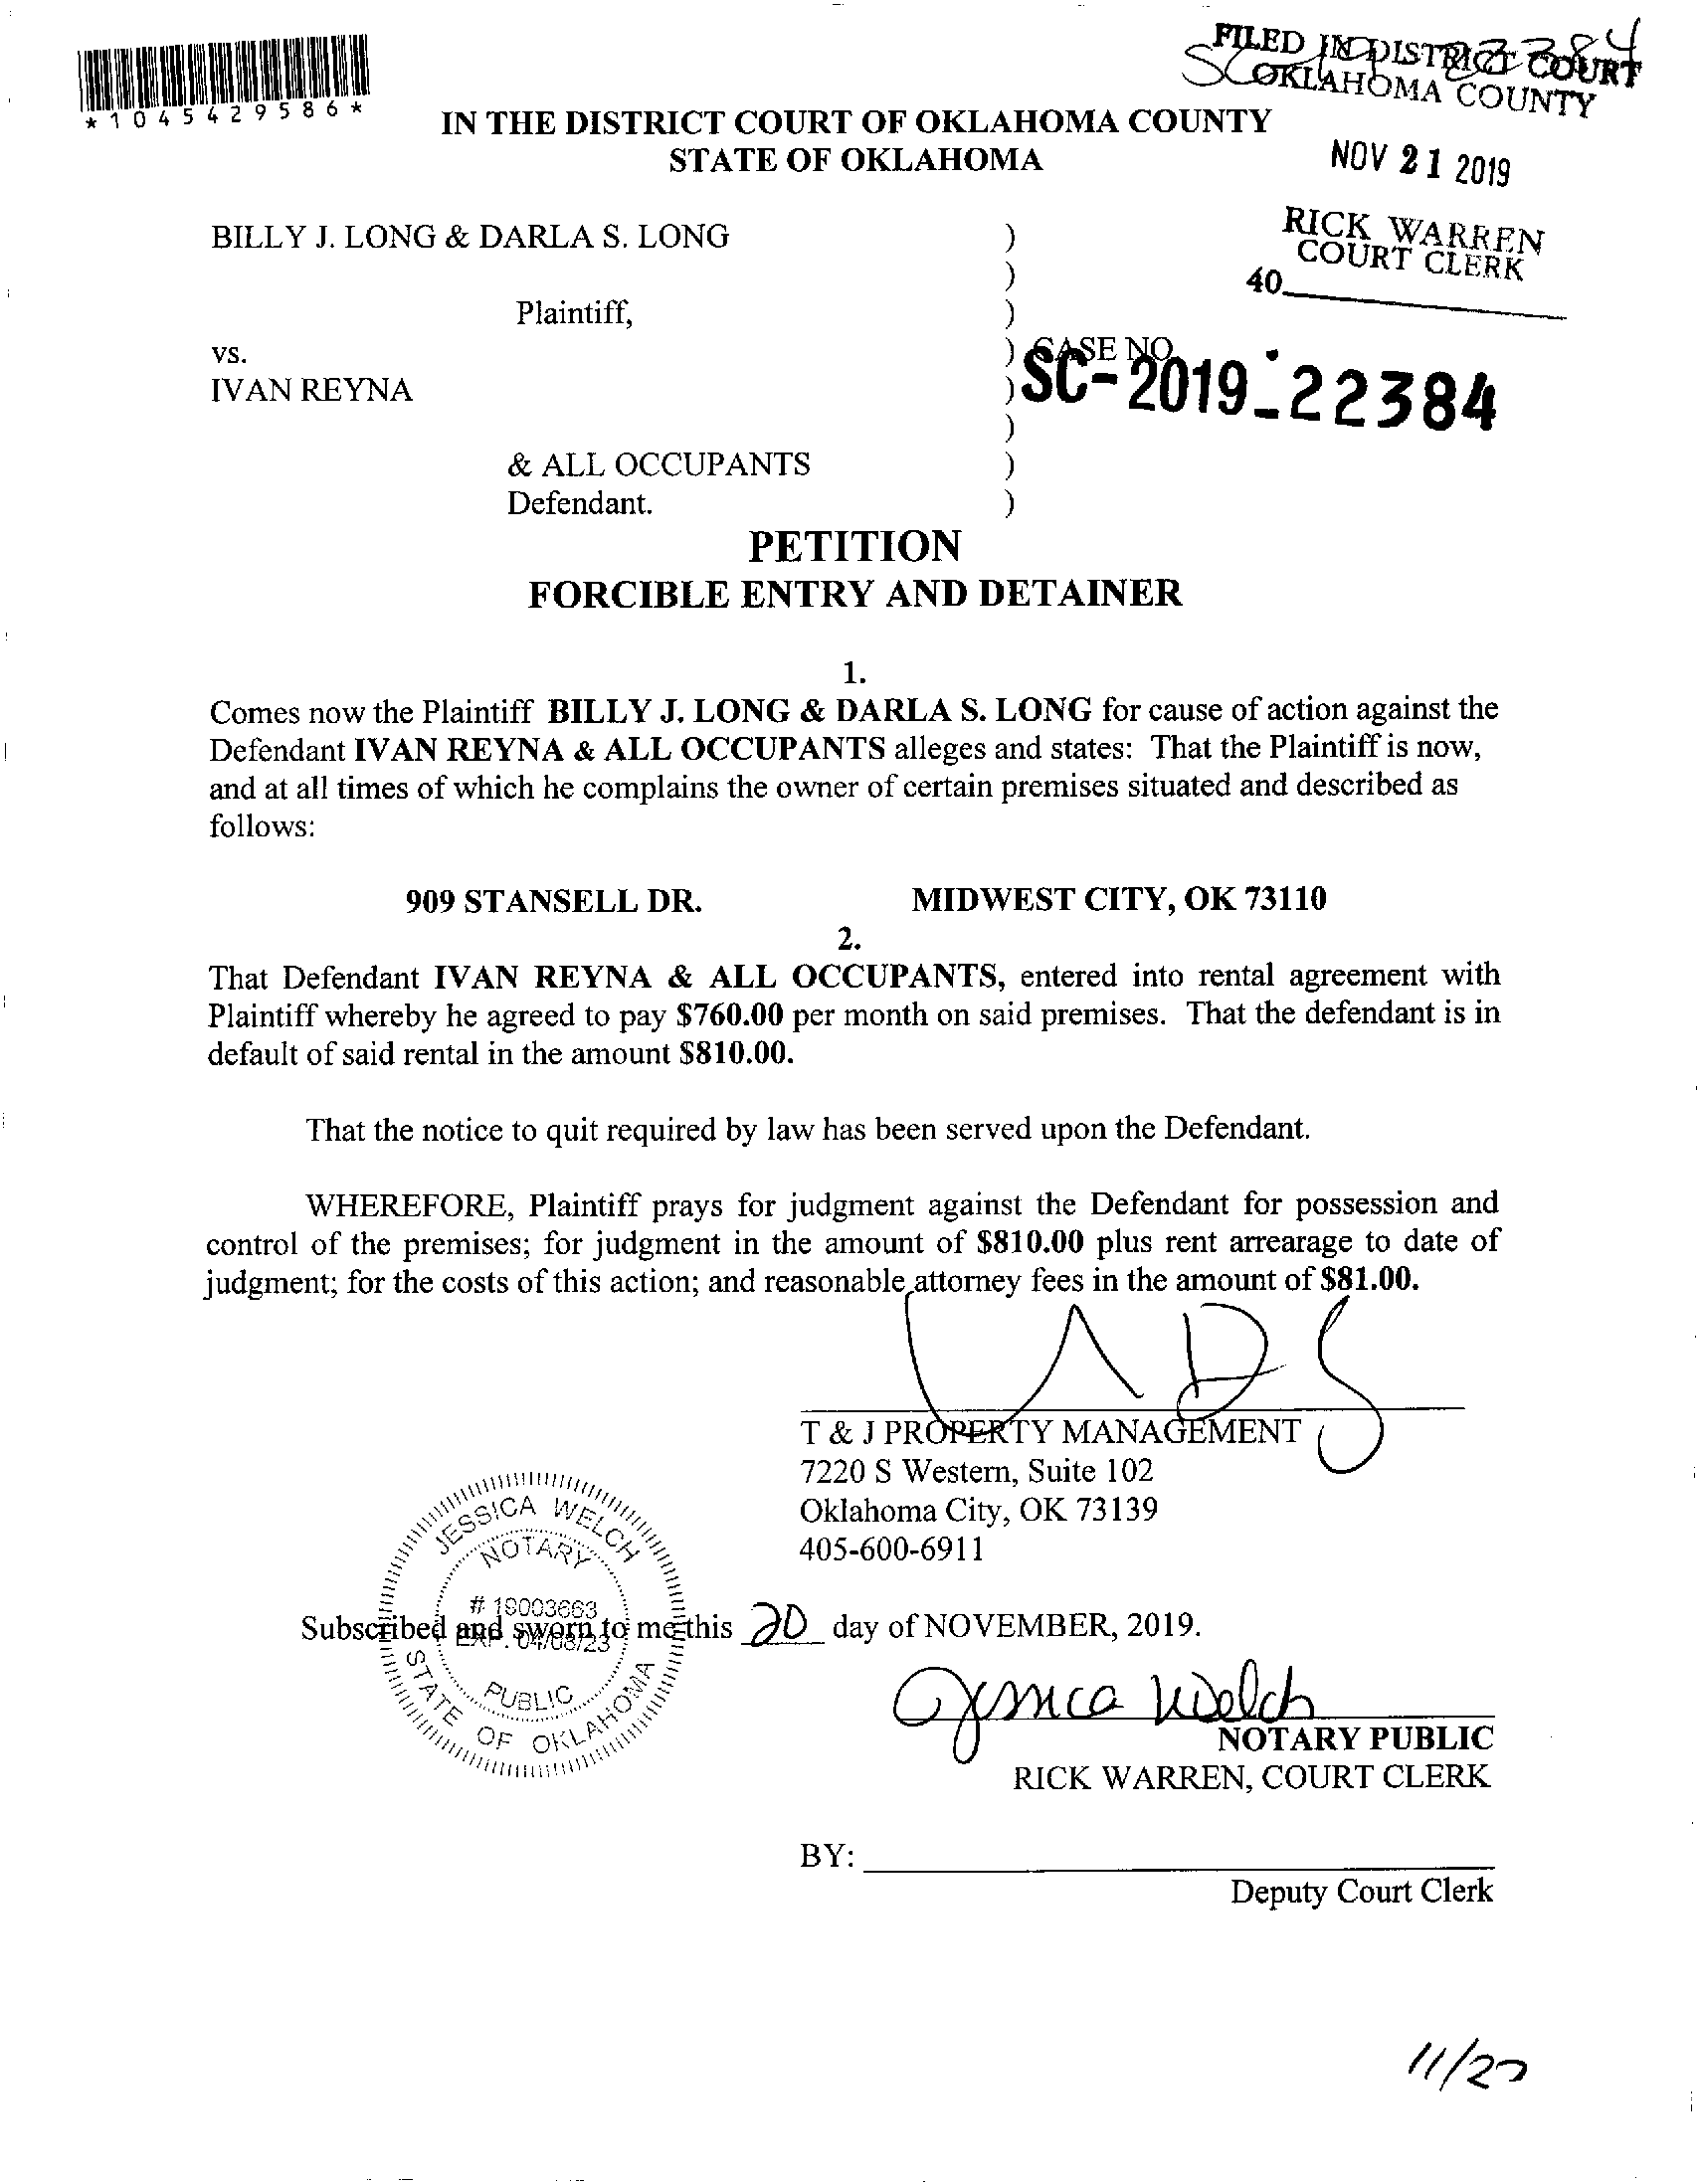 *1045429586*
FILED IN DISTRICT COURT
OKLAHOMA COUNTY
IN THE DISTRICT COURT OF OKLAHOMA COUNTY
STATE OF OKLAHOMA
NOV 21 2019
RICK WARREN
COURT CLERK
40
BILLY J. LONG & DARLA S. LONG )
)
Plaintiff, )
vs. ) CASE NO.
IVAN REYNA ) SC-2019-22384
)
& ALL OCCUPANTS )
Defendant. )
PETITION
FORCIBLE ENTRY AND DETAINER
1.
Comes now the Plaintiff BILLY J. LONG & DARLA S. LONG for cause of action against the
Defendant IVAN REYNA & ALL OCCUPANTS alleges and states: That the Plaintiff is now,
and at all times of which he complains the owner of certain premises situated and described as
follows:
909 STANSELL DR. MIDWEST CITY, OK 73110
2.
That Defendant IVAN REYNA & ALL OCCUPANTS, entered into rental agreement with
Plaintiff whereby he agreed to pay $760.00 per month on said premises. That the defendant is in
default of said rental in the amount $810.00.
That the notice to quit required by law has been served upon the Defendant.
WHEREFORE, Plaintiff prays for judgment against the Defendant for possession and
control of the premises; for judgment in the amount of $810.00 plus rent arrearage to date of
judgment; for the costs of this action; and reasonable attorney fees in the amount of $81.00.
T & J PROPERTY MANAGEMENT
7220 S Western, Suite 102
Oklahoma City, OK 73139
405-600-6911
JESSICA WELCH
NOTARY
# 19003663
EXP. 04/08/23
PUBLIC
STATE OF OKLAHOMA
Subscribed and sworn to me this 20 day of NOVEMBER, 2019.
Jessica Welch
NOTARY PUBLIC
RICK WARREN, COURT CLERK
BY:
Deputy Court Clerk
11/27